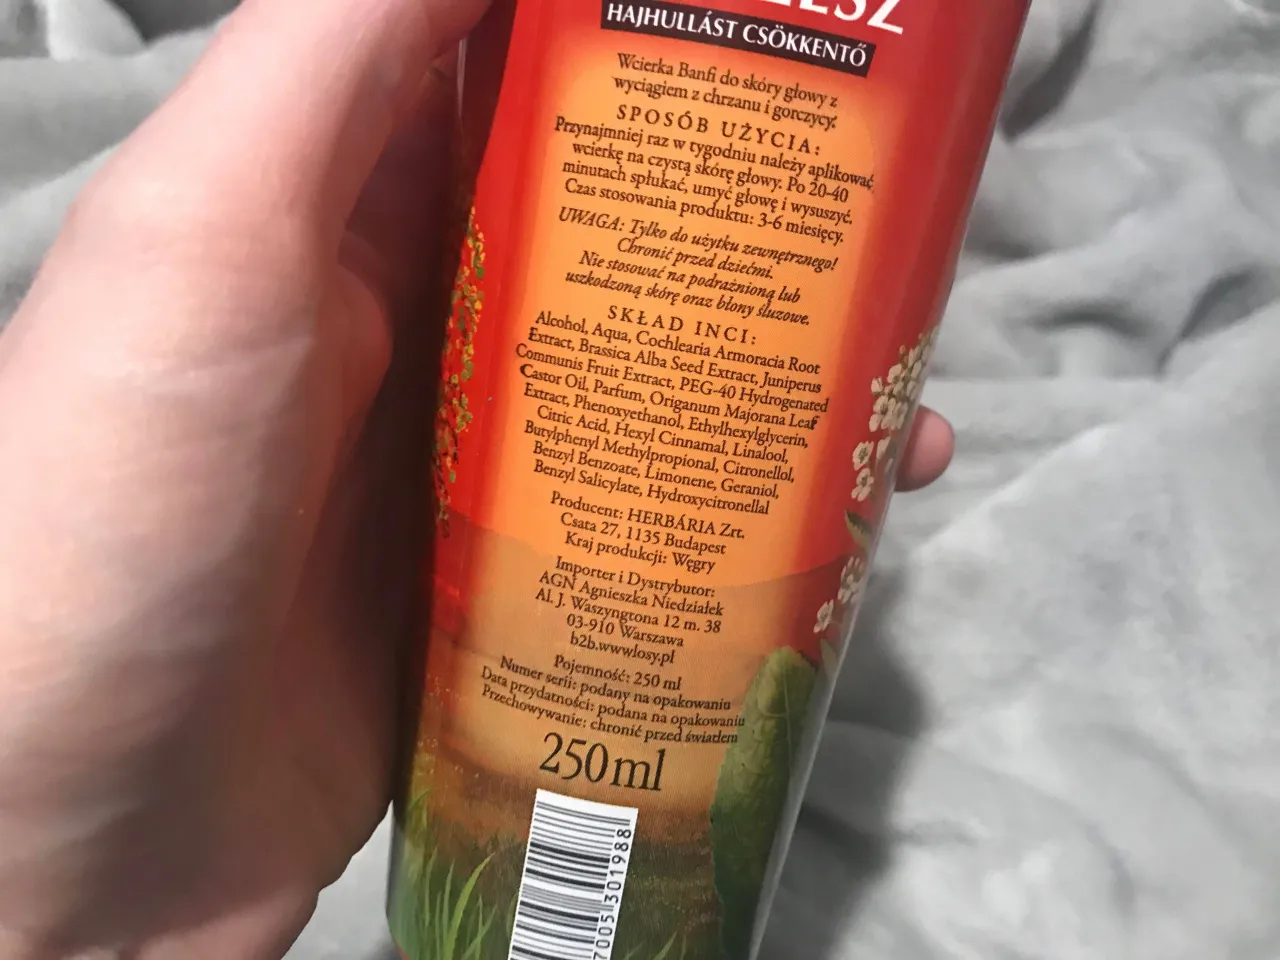 HAJHULLÁST CSÖKKENTŐ
Wcierka Banfi do skóry głowy z
wyciągiem z chrzanu i gorczycy.
SPOSÓB UŻYCIA:
Przynajmniej raz w tygodniu należy aplikować
wcierkę na czystą skórę głowy. Po 20-40
minutach spłukać, umyć głowę i wysuszyć.
Czas stosowania produktu: 3-6 miesięcy.
UWAGA: Tylko do użytku zewnętrznego!
Chronić przed dziećmi.
Nie stosować na podrażnioną lub
uszkodzoną skórę oraz błony śluzowe.
SKŁAD INCI:
Alcohol, Aqua, Cochlearia Armoracia Root
Extract, Brassica Alba Seed Extract, Juniperus
Communis Fruit Extract, PEG-40 Hydrogenated
Castor Oil, Parfum, Origanum Majorana Leaf
Extract, Phenoxyethanol, Ethylhexylglycerin,
Citric Acid, Hexyl Cinnamal, Linalool,
Butylphenyl Methylpropional, Citronellol,
Benzyl Benzoate, Limonene, Geraniol,
Benzyl Salicylate, Hydroxycitronellal
Producent: HERBÁRIA Zrt.
Csata 27, 1135 Budapest
Kraj produkcji: Węgry
Importer i Dystrybutor:
AGN Agnieszka Niedziałek
Al. J. Waszyngtona 12 m. 38
03-910 Warszawa
b2b.wwwlosy.pl
Pojemność: 250 ml
Numer serii: podany na opakowaniu
Data przydatności: podana na opakowaniu
Przechowywanie: chronić przed światłem
250ml
7005 301988